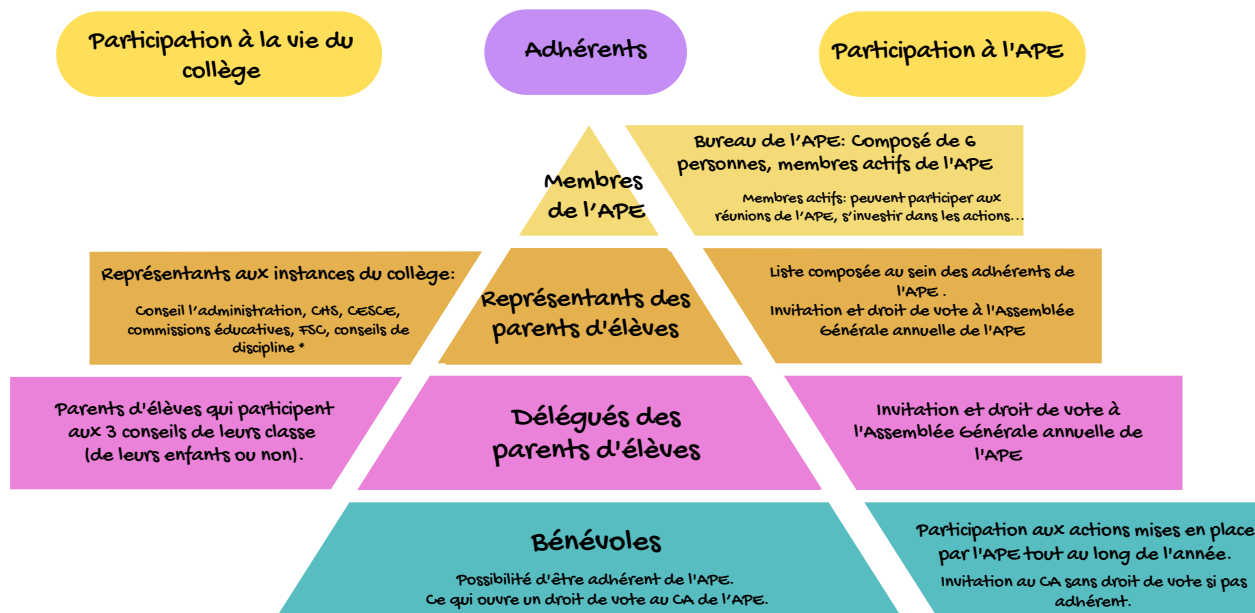 Participation à la vie du
collège
Adhérents
Participation à l'APE
Membres
de l'APE
Bureau de l'APE: Composé de 6
personnes, membres actifs de l'APE
Membres actifs: peuvent participer aux
réunions de l'APE, s'investir dans les actions...
Représentants aux instances du collège:
Conseil l'administration, CHS, CESCE,
commissions éducatives, FSC, conseils de
discipline *
Représentants des
parents d'élèves
Liste composée au sein des adhérents de
l'APE .
Invitation et droit de vote à l'Assemblée
Générale annuelle de l'APE
Parents d'élèves qui participent
aux 3 conseils de leurs classe
(de leurs enfants ou non).
Délégués des
parents d'élèves
Invitation et droit de vote à
l'Assemblée Générale annuelle de
l'APE
Bénévoles
Possibilité d'être adhérent de l'APE.
Ce qui ouvre un droit de vote au CA de l'APE.
Participation aux actions mises en place
par l'APE tout au long de l'année.
Invitation au CA sans droit de vote si pas
adhérent.